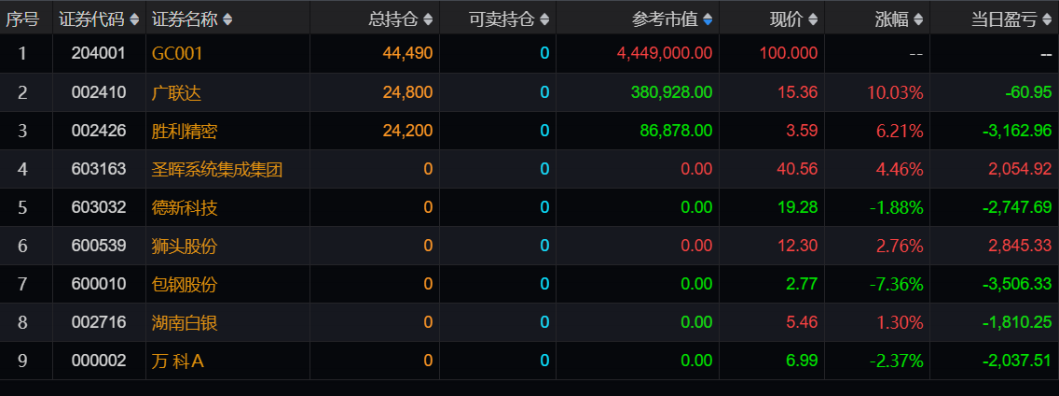 序号 证券代码 证券名称 总持仓 可卖持仓 参考市值 现价 涨幅 当日盈亏
1 204001 GC001 44,490 0 4,449,000.00 100.000 -- --
2 002410 广联达 24,800 0 380,928.00 15.36 10.03% -60.95
3 002426 胜利精密 24,200 0 86,878.00 3.59 6.21% -3,162.96
4 603163 圣晖系统集成集团 0 0 0.00 40.56 4.46% 2,054.92
5 603032 德新科技 0 0 0.00 19.28 -1.88% -2,747.69
6 600539 狮头股份 0 0 0.00 12.30 2.76% 2,845.33
7 600010 包钢股份 0 0 0.00 2.77 -7.36% -3,506.33
8 002716 湖南白银 0 0 0.00 5.46 1.30% -1,810.25
9 000002 万 科A 0 0 0.00 6.99 -2.37% -2,037.51